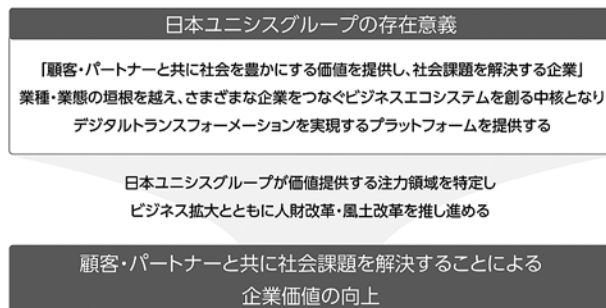 日本ユニシスグループの存在意義
「顧客・パートナーと共に社会を豊かにする価値を提供し、社会課題を解決する企業」
業種・業態の垣根を越え、さまざまな企業をつなぐビジネスエコシステムを創る中核となり
デジタルトランスフォーメーションを実現するプラットフォームを提供する
日本ユニシスグループが価値提供する注力領域を特定し
ビジネス拡大とともに人財改革・風土改革を推し進める
顧客・パートナーと共に社会課題を解決することによる
企業価値の向上